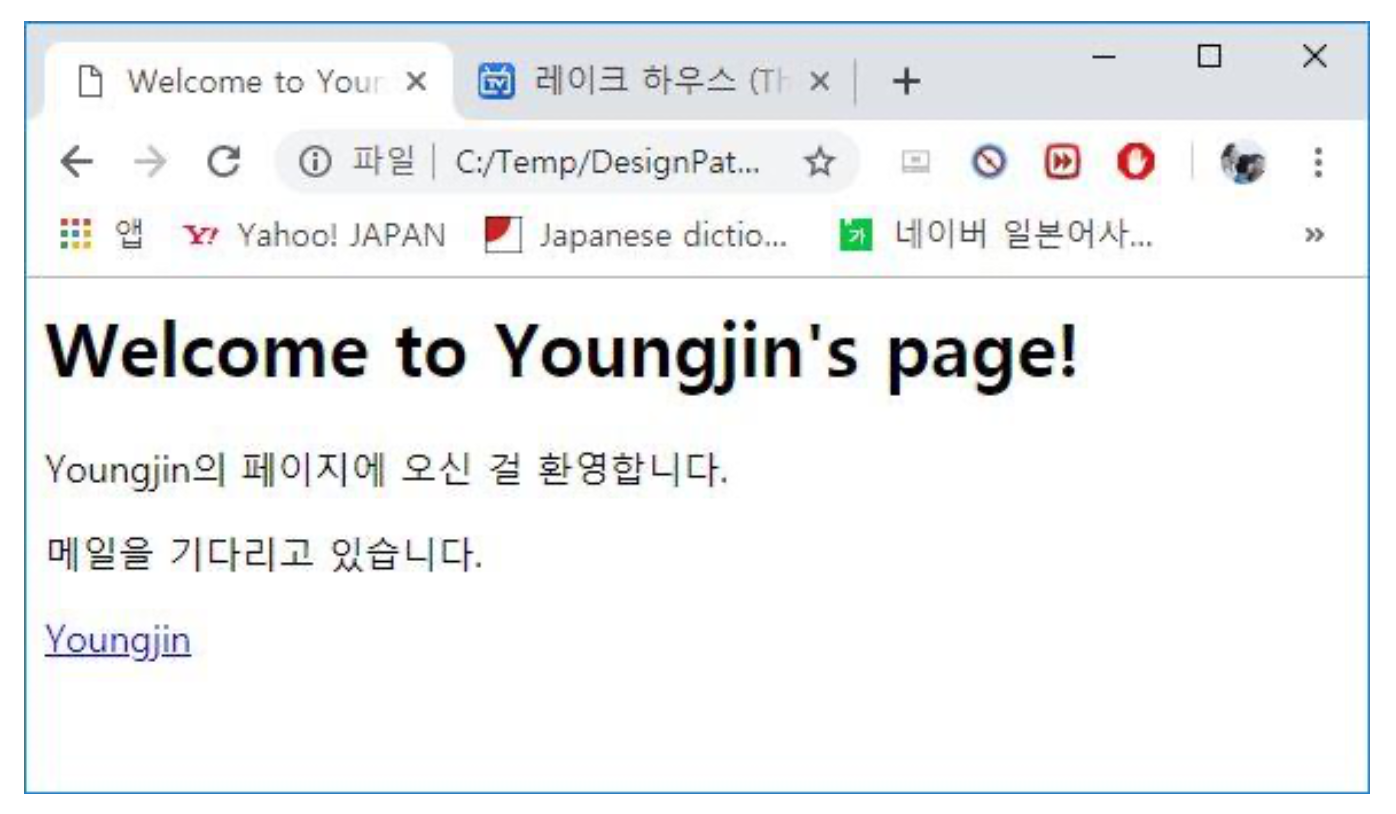 Welcome to Your
레이크 하우스 (Th
파일 | C:/Temp/DesignPat...
앱 Yahoo! JAPAN Japanese dictio... 가 네이버 일본어사... »
Welcome to Youngjin's page!
Youngjin의 페이지에 오신 걸 환영합니다.
메일을 기다리고 있습니다.
Youngjin